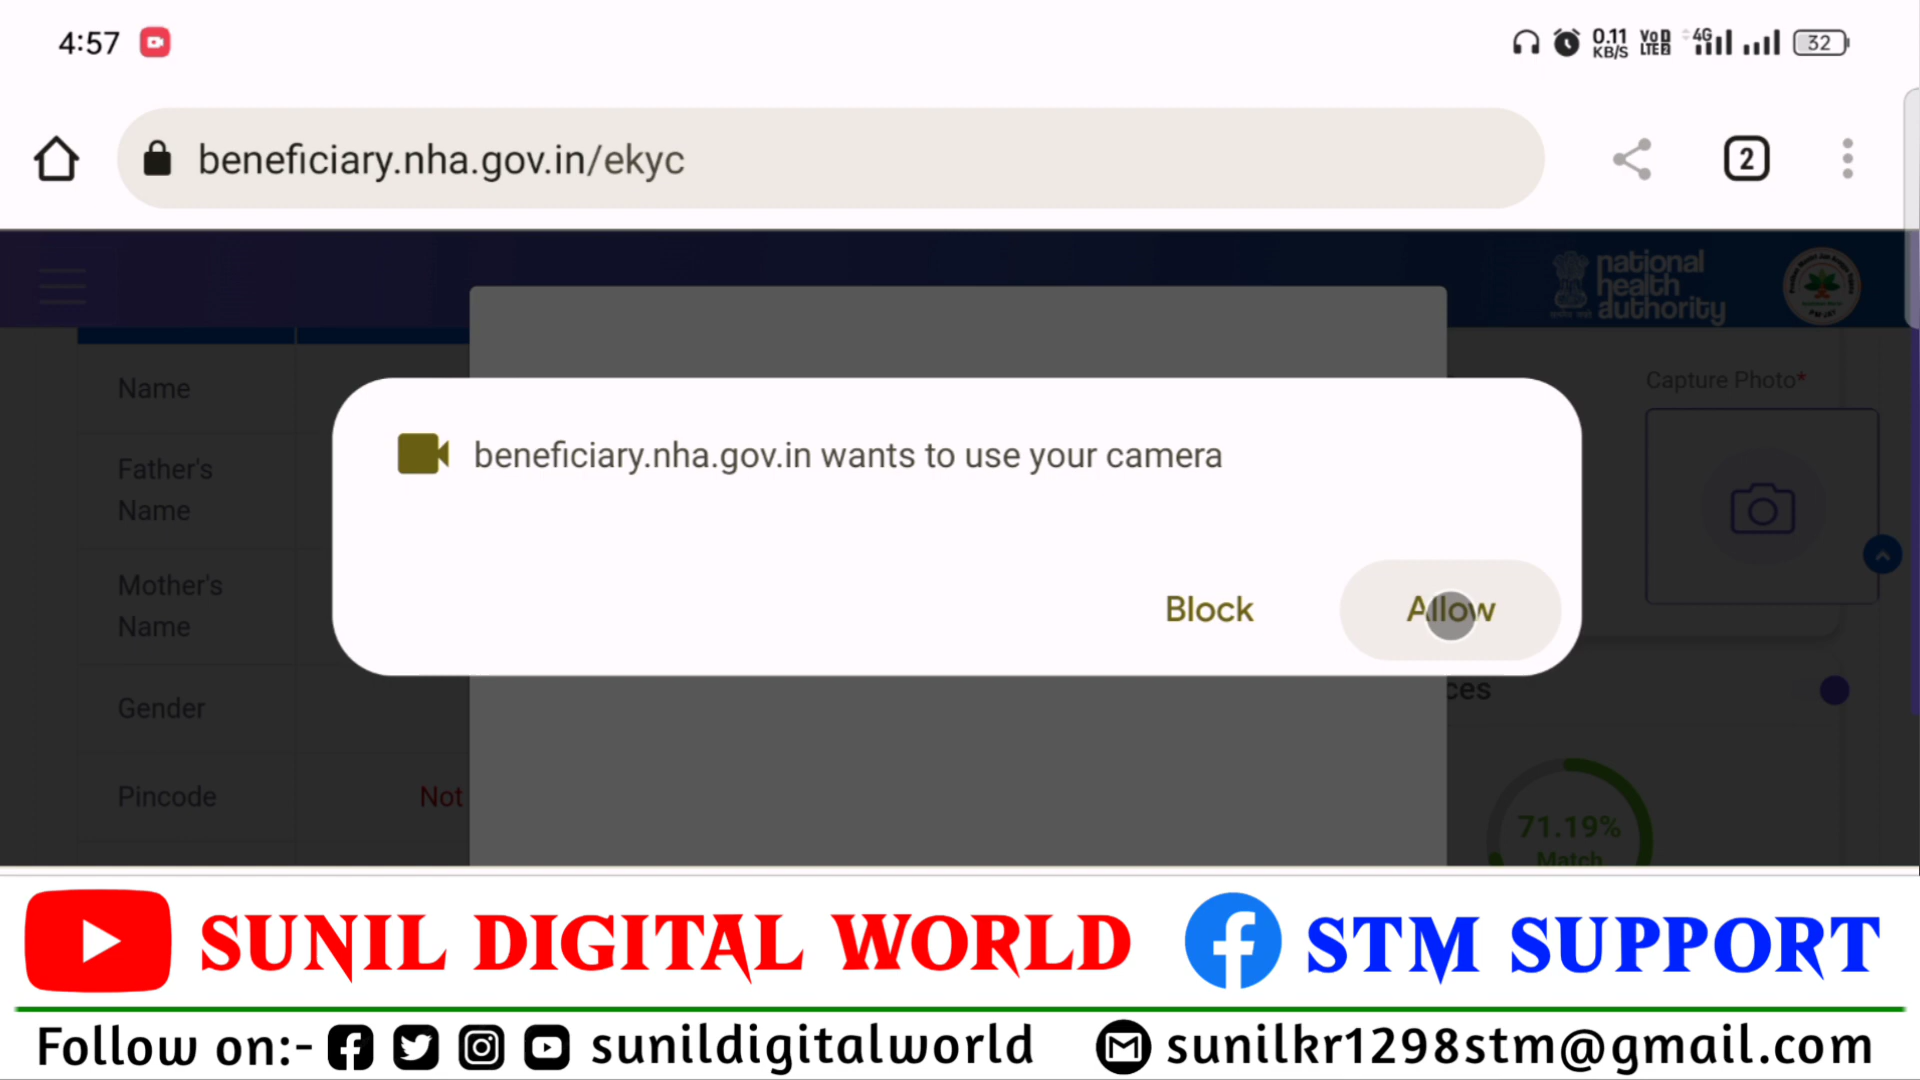 4:57
0.11 KB/S VoD LTE 2 4G 32
beneficiary.nha.gov.in/ekyc
2
national
health
authority
Capture Photo*
Name
beneficiary.nha.gov.in wants to use your camera
Father's
Name
Mother's
Name
Block
Allow
ces
Gender
Pincode
Not
71.19%
Match
SUNIL DIGITAL WORLD
STM SUPPORT
Follow on:- sunildigitalworld
sunilkr1298stm@gmail.com